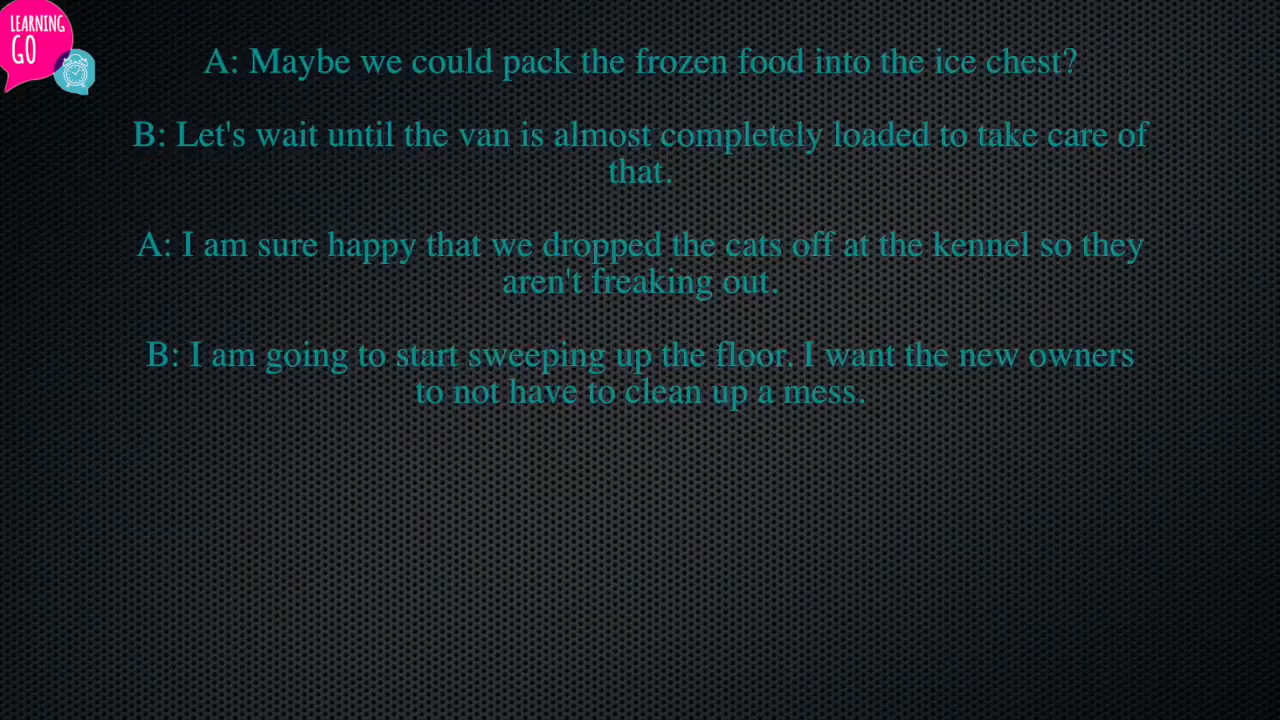 LEARNING
GO
A: Maybe we could pack the frozen food into the ice chest?
B: Let's wait until the van is almost completely loaded to take care of
that.
A: I am sure happy that we dropped the cats off at the kennel so they
aren't freaking out.
B: I am going to start sweeping up the floor. I want the new owners
to not have to clean up a mess.